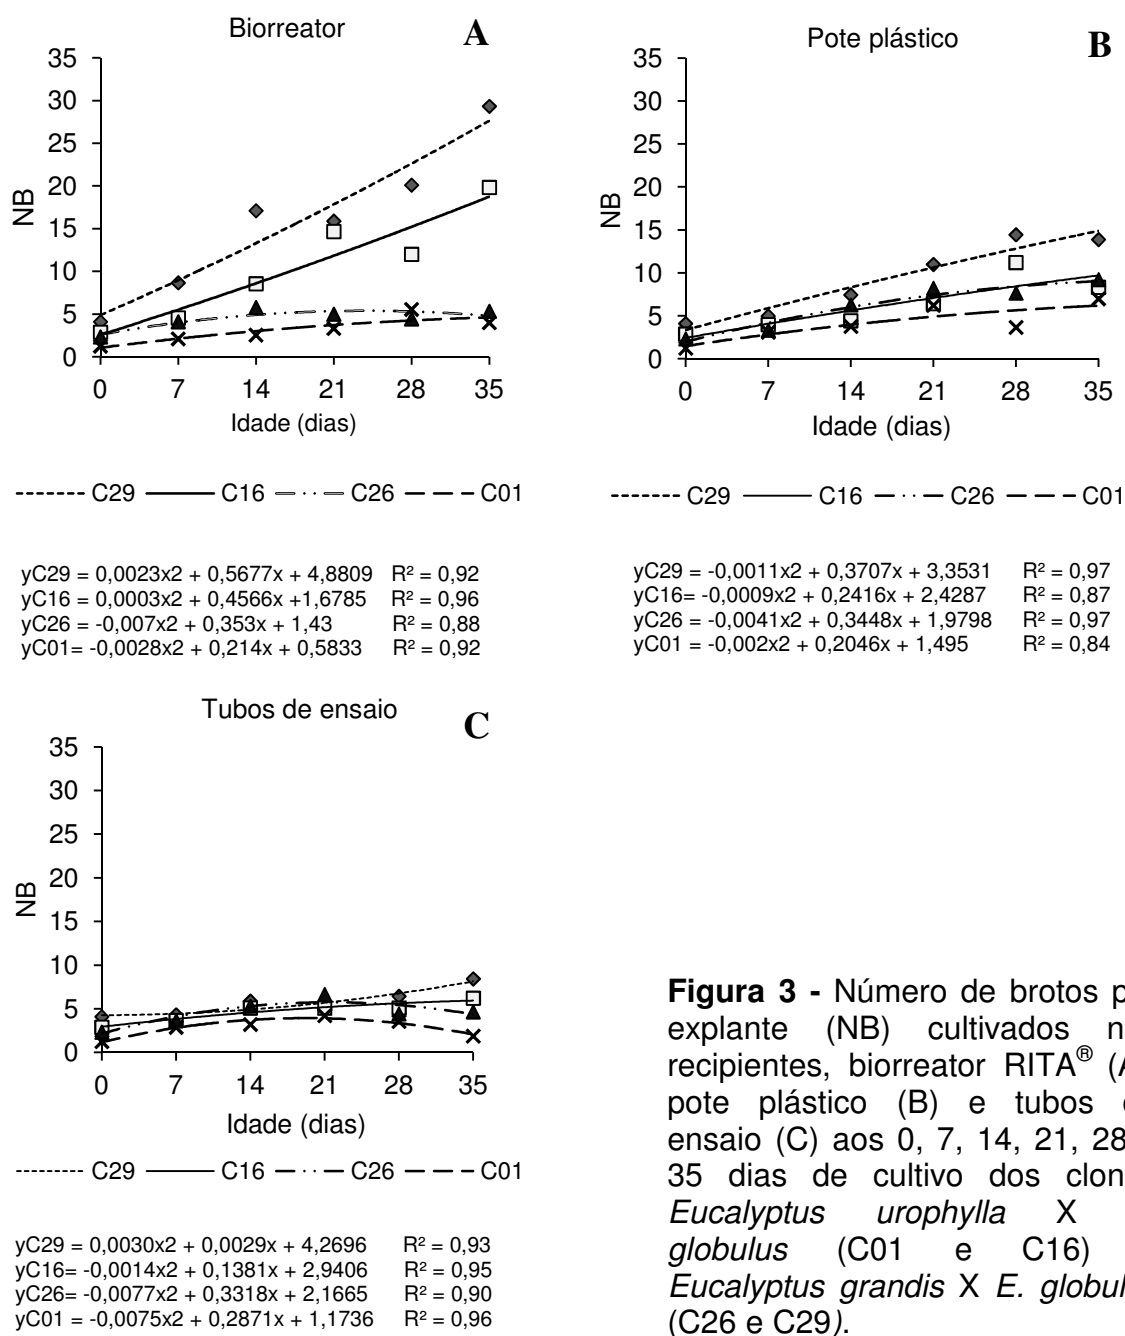 Biorreator
A
35
30
25
20
15
10
5
0
NB
0 7 14 21 28 35
Idade (dias)
C29 C16 C26 C01
yC29 = 0,0023x2 + 0,5677x + 4,8809 R² = 0,92
yC16 = 0,0003x2 + 0,4566x +1,6785 R² = 0,96
yC26 = -0,007x2 + 0,353x + 1,43 R² = 0,88
yC01= -0,0028x2 + 0,214x + 0,5833 R² = 0,92
Pote plástico
B
35
30
25
20
15
10
5
0
NB
0 7 14 21 28 35
Idade (dias)
C29 C16 C26 C01
yC29 = -0,0011x2 + 0,3707x + 3,3531 R² = 0,97
yC16= -0,0009x2 + 0,2416x + 2,4287 R² = 0,87
yC26 = -0,0041x2 + 0,3448x + 1,9798 R² = 0,97
yC01 = -0,002x2 + 0,2046x + 1,495 R² = 0,84
Tubos de ensaio
C
35
30
25
20
15
10
5
0
NB
0 7 14 21 28 35
Idade (dias)
C29 C16 C26 C01
yC29 = 0,0030x2 + 0,0029x + 4,2696 R² = 0,93
yC16= -0,0014x2 + 0,1381x + 2,9406 R² = 0,95
yC26= -0,0077x2 + 0,3318x + 2,1665 R² = 0,90
yC01 = -0,0075x2 + 0,2871x + 1,1736 R² = 0,96
Figura 3 - Número de brotos
explante (NB) cultivados
recipientes, biorreator RITA® (A
pote plástico (B) e tubos
ensaio (C) aos 0, 7, 14, 21, 28
35 dias de cultivo dos
Eucalyptus urophylla X
globulus (C01 e C16)
Eucalyptus grandis X E.
(C26 e C29).